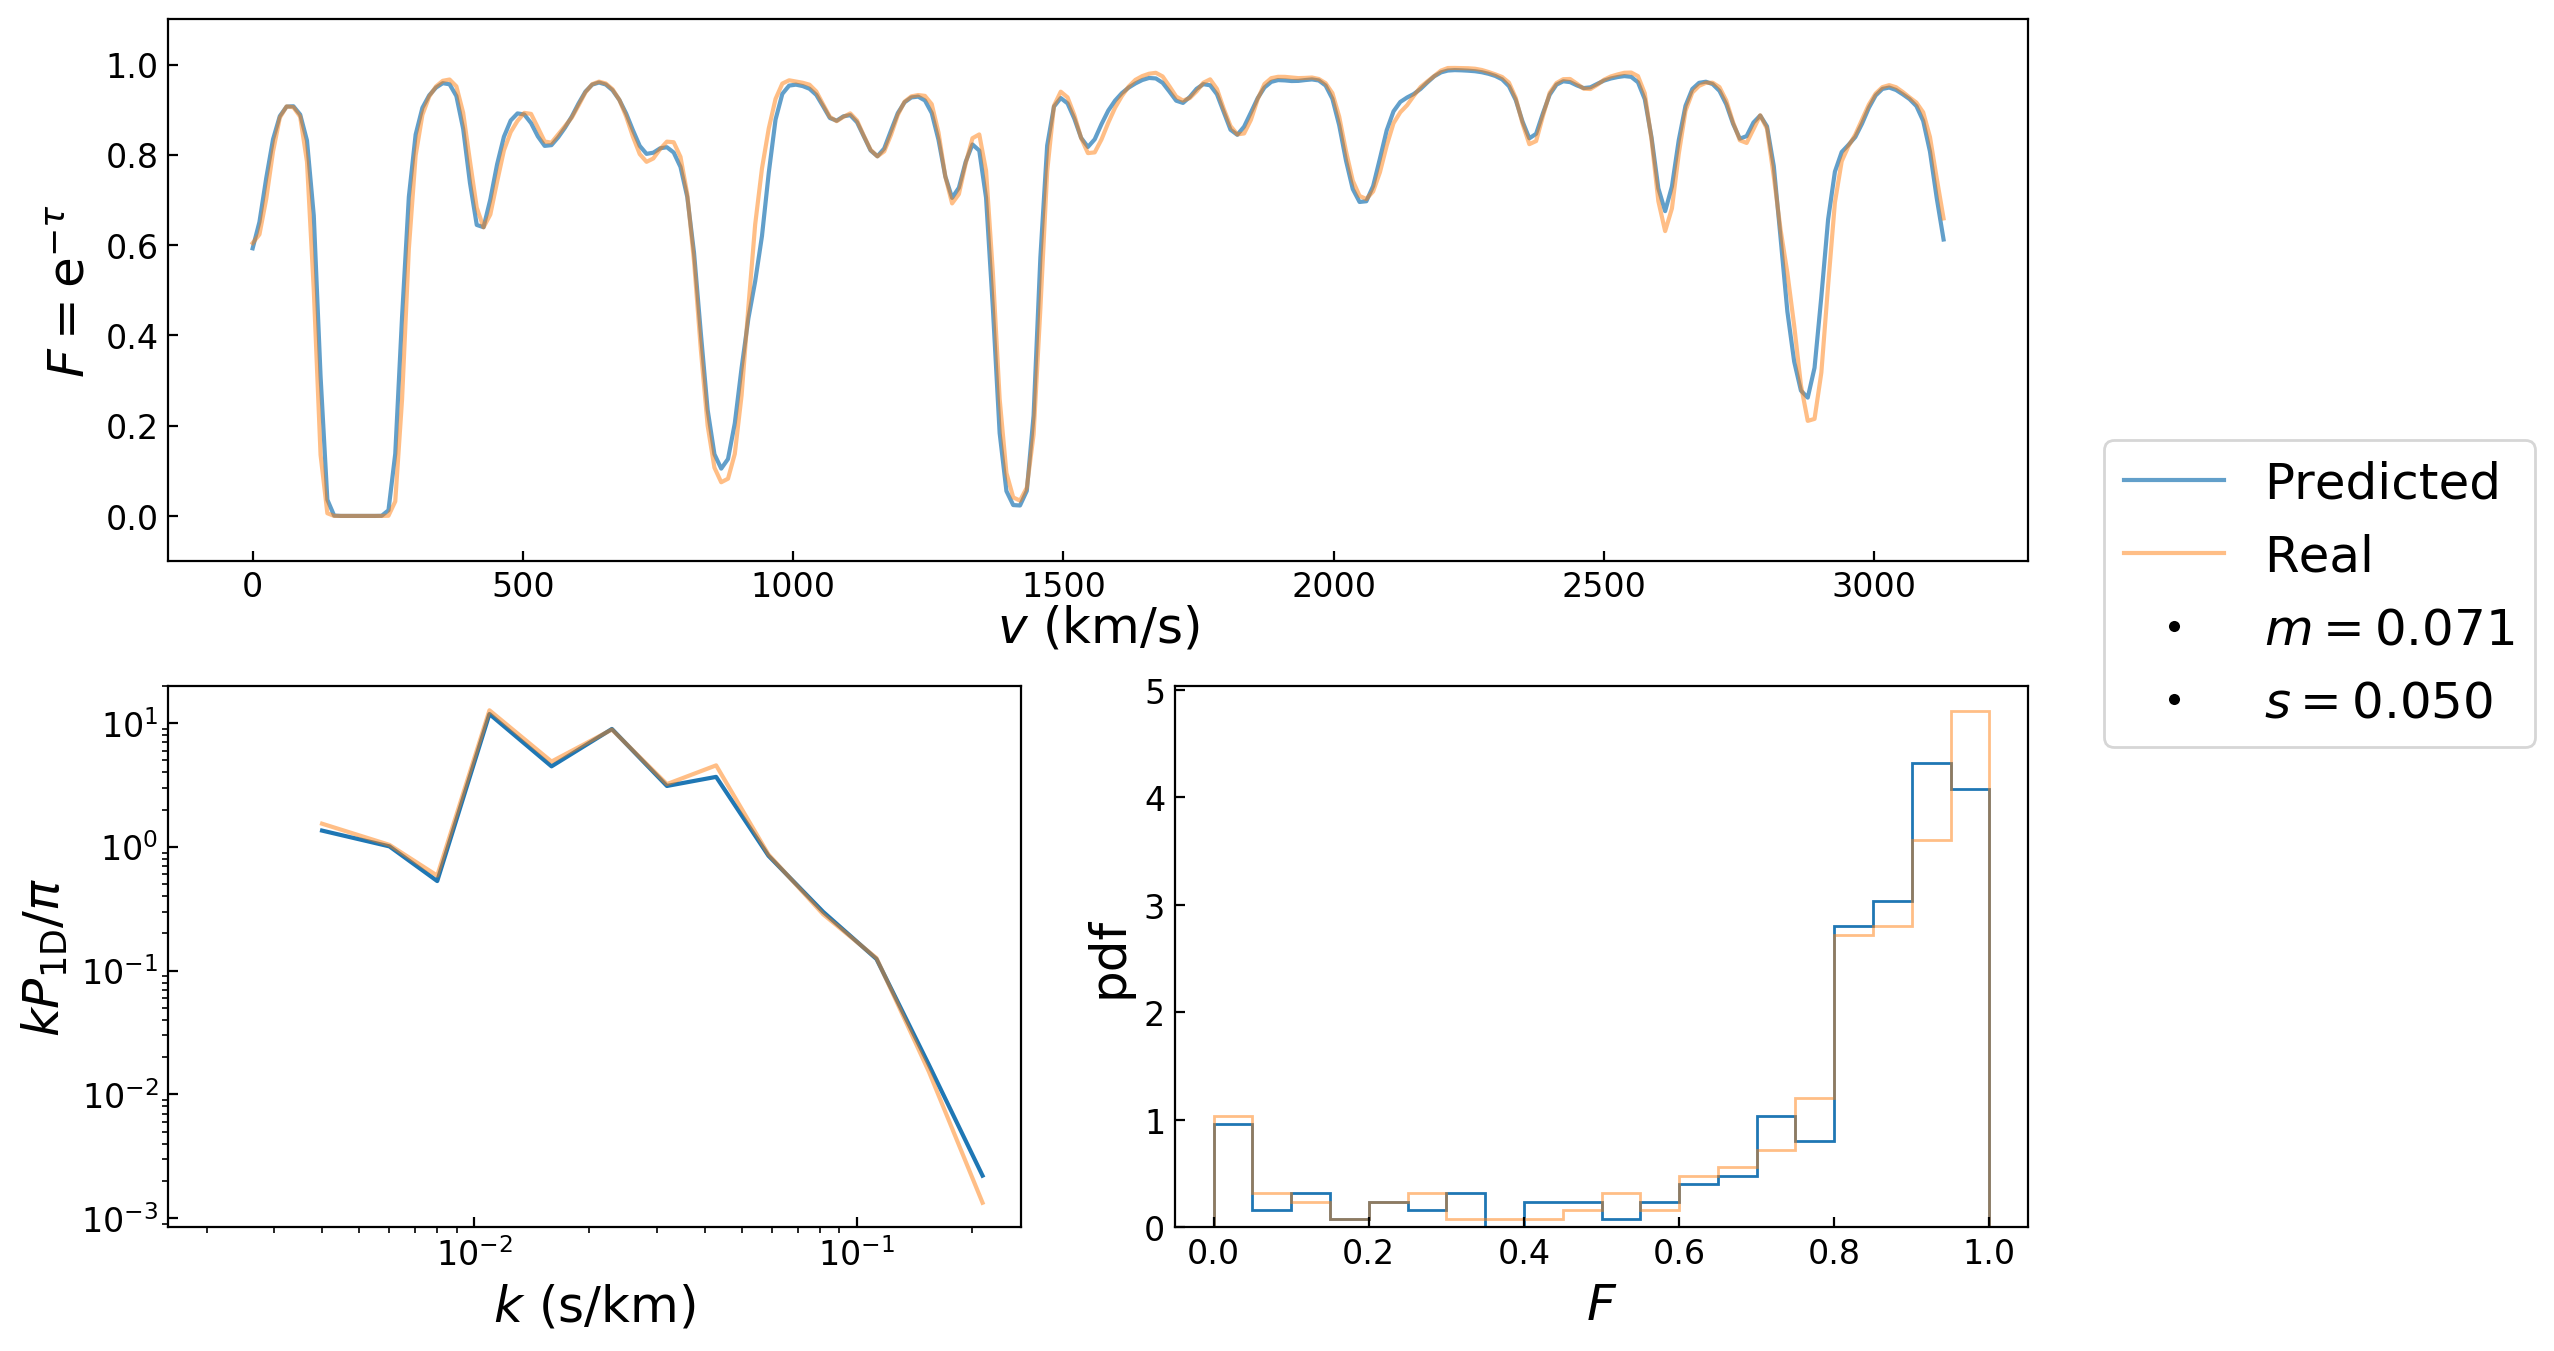 F = e^{−τ}
1.0
0.8
0.6
0.4
0.2
0.0
0 500 1000 1500 2000 2500 3000
v (km/s)
Predicted
Real
m = 0.071
s = 0.050
kP_{1D}/π
10^1
10^0
10^{−1}
10^{−2}
10^{−3}
10^{−2} 10^{−1}
k (s/km)
pdf
5
4
3
2
1
0
0.0 0.2 0.4 0.6 0.8 1.0
F